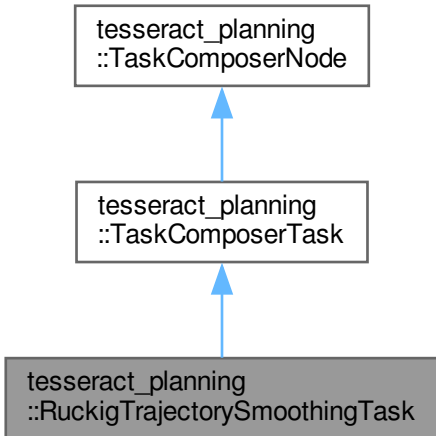 tesseract_planning
::TaskComposerNode
tesseract_planning
::TaskComposerTask
tesseract_planning
::RuckigTrajectorySmoothingTask